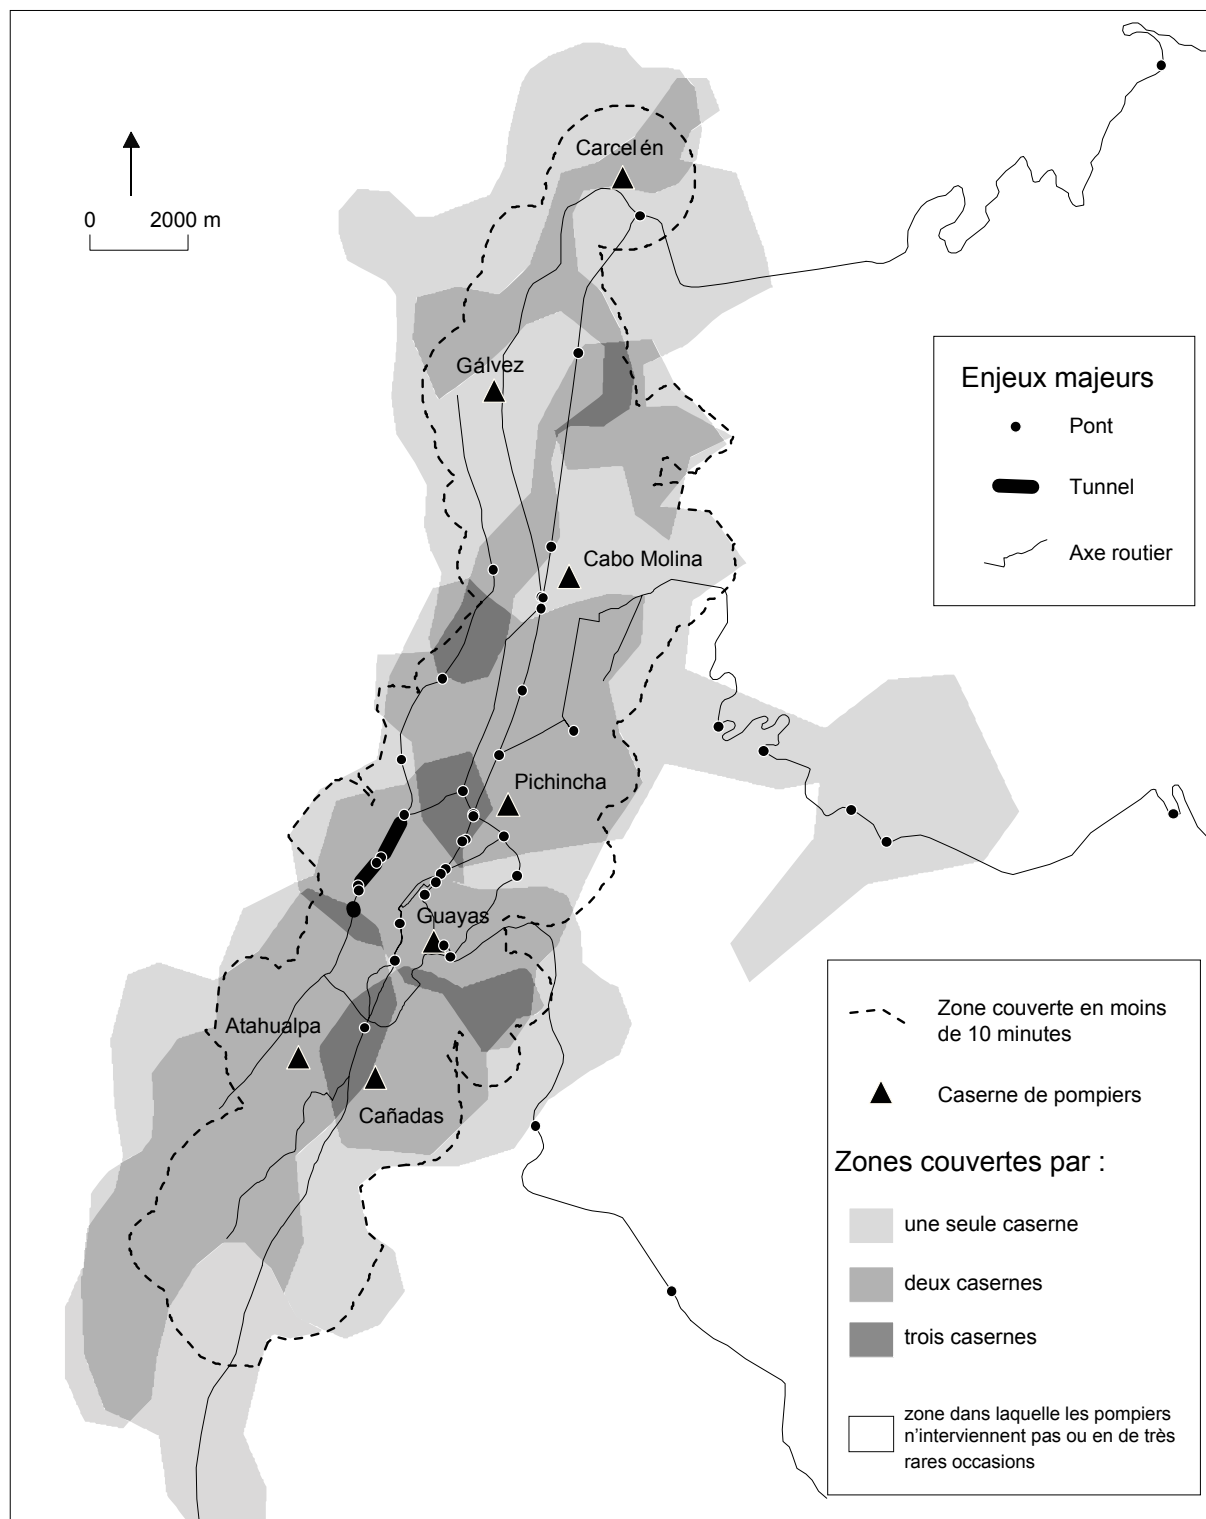 Carcelén
0 2000 m
Gálvez
Enjeux majeurs
Pont
Tunnel
Axe routier
Cabo Molina
Pichincha
Guayas
Atahualpa
Cañadas
Zone couverte en moins
de 10 minutes
Caserne de pompiers
Zones couvertes par :
une seule caserne
deux casernes
trois casernes
zone dans laquelle les pompiers
n'interviennent pas ou en de très
rares occasions